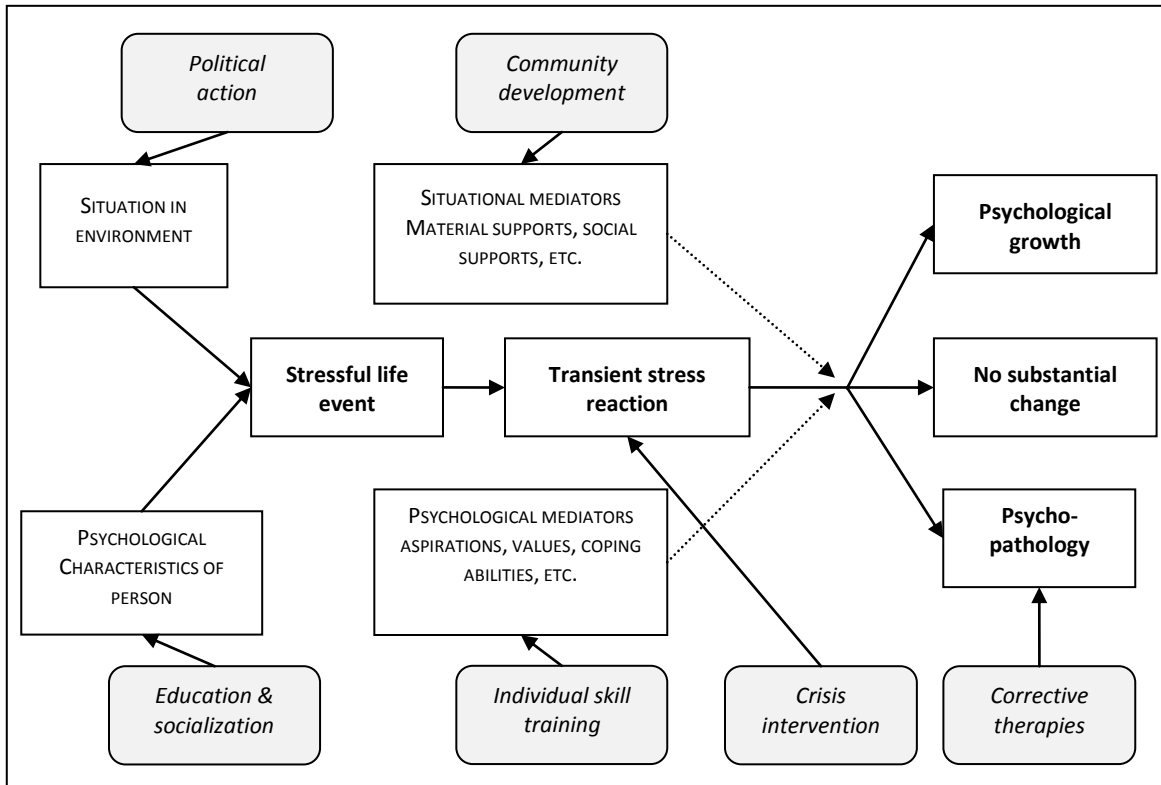 Political
action
Community
development
SITUATION IN
ENVIRONMENT
SITUATIONAL MEDIATORS
MATERIAL SUPPORTS, SOCIAL
SUPPORTS, ETC.
Psychological
growth
Stressful life
event
Transient stress
reaction
No substantial
change
PSYCHOLOGICAL
CHARACTERISTICS OF
PERSON
PSYCHOLOGICAL MEDIATORS
ASPIRATIONS, VALUES, COPING
ABILITIES, ETC.
Psycho-
pathology
Education &
socialization
Individual skill
training
Crisis
intervention
Corrective
therapies